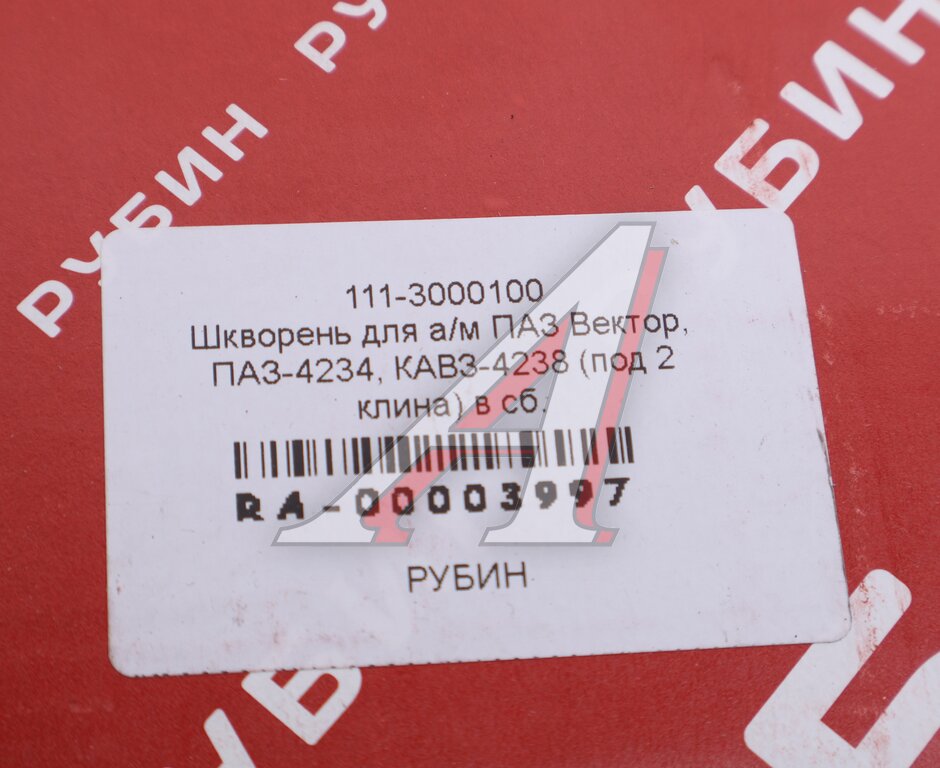 РУБИН
РУБИН
РУБИН
111-3000100
Шкворень для а/м ПАЗ Вектор,
ПАЗ-4234, КАВЗ-4238 (под 2
клина) в сб.
RA-00003997
РУБИН